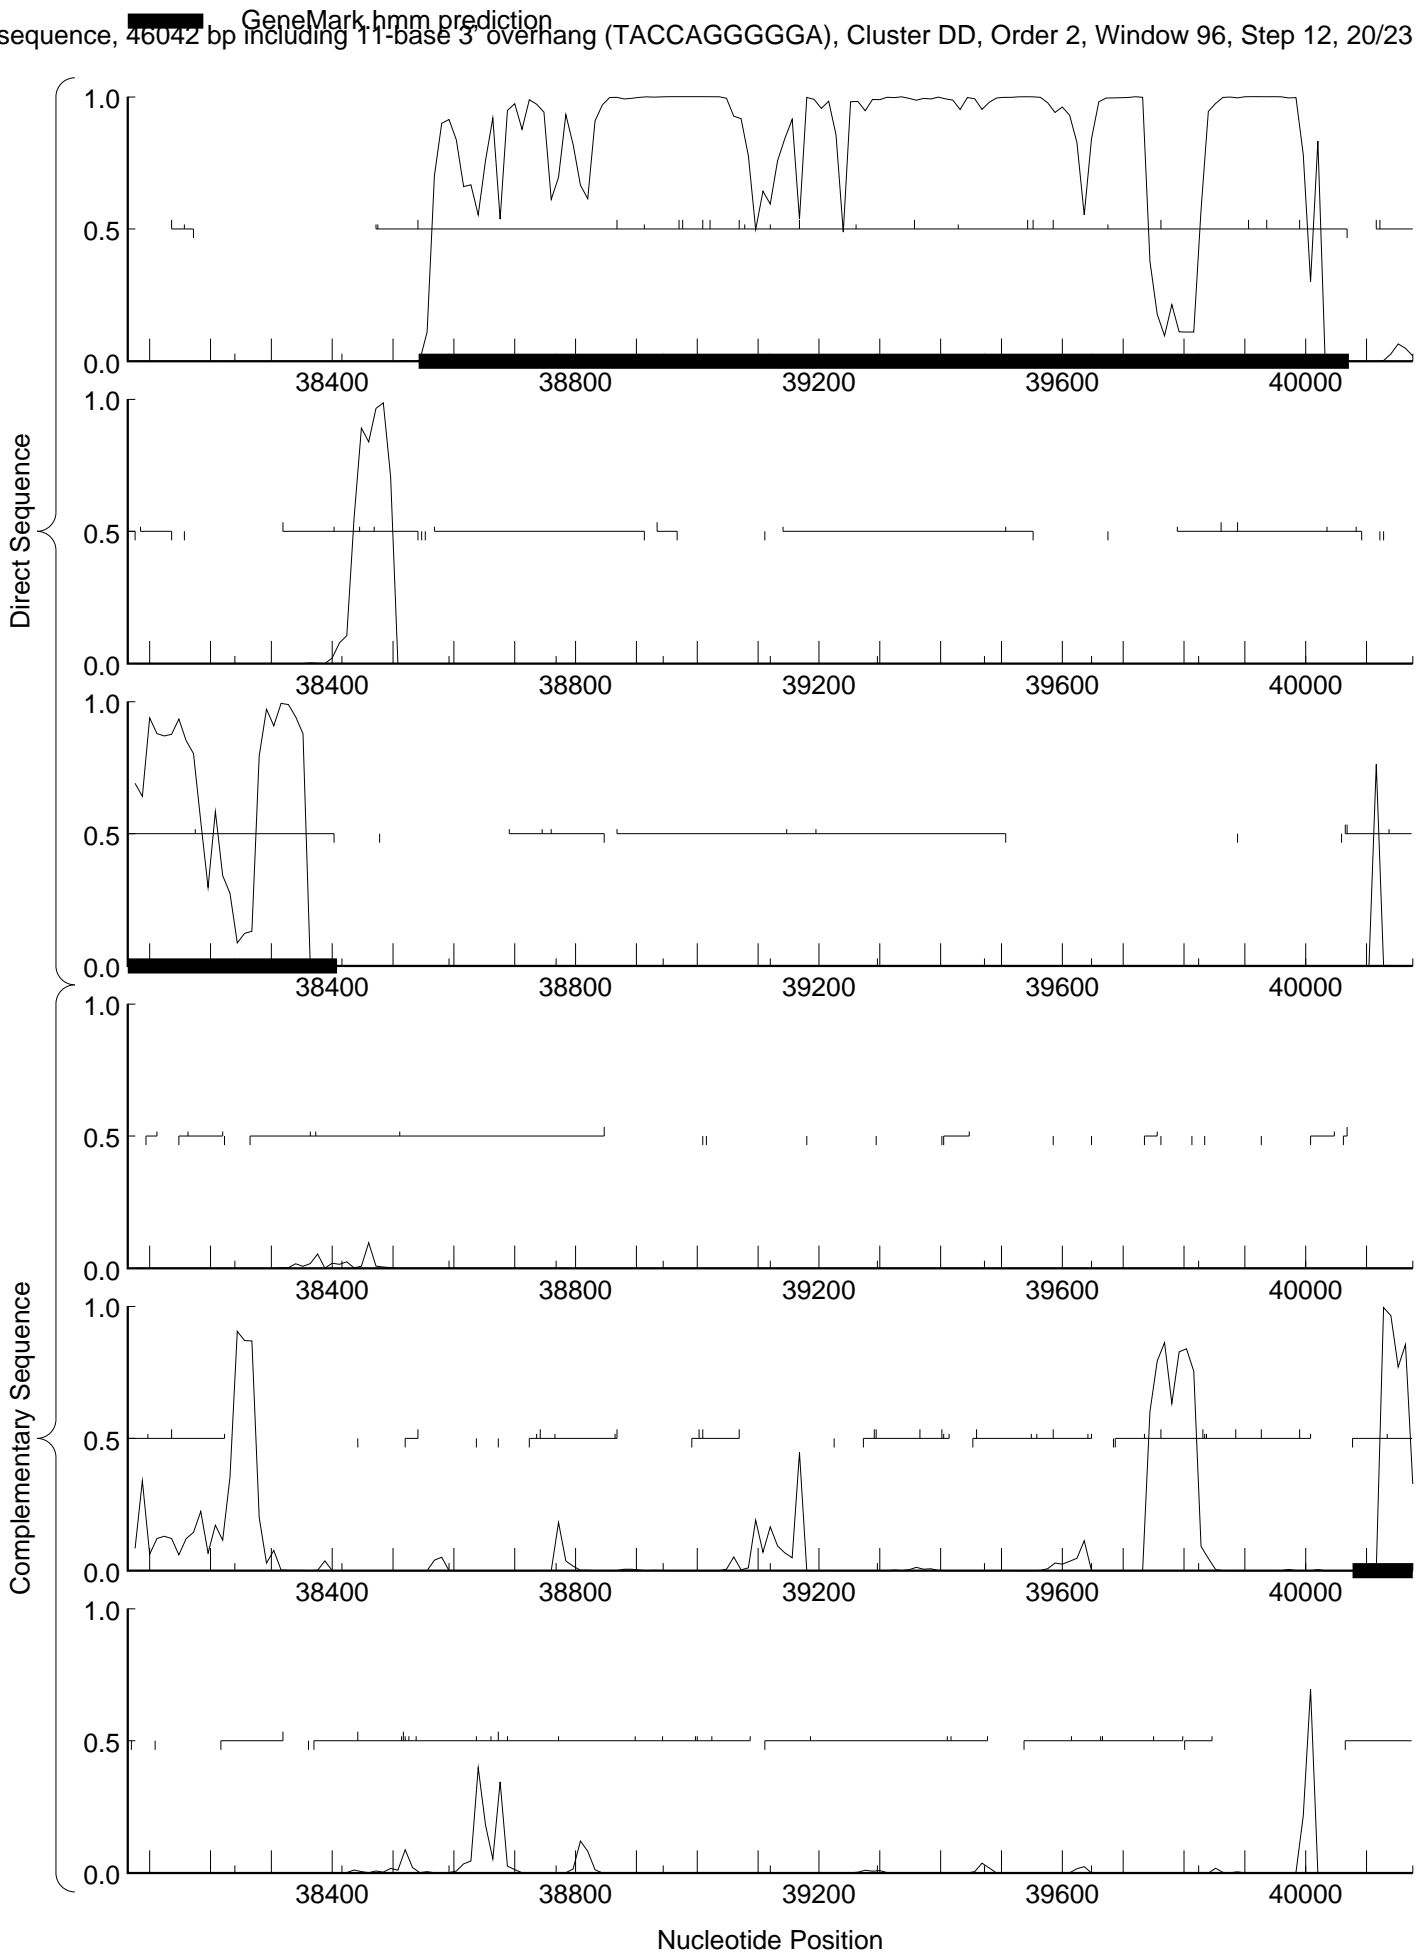 GeneMark.hmm prediction
sequence, 46042 bp including 11-base 3' overhang (TACCAGGGGGA), Cluster DD, Order 2, Window 96, Step 12, 20/23
Direct Sequence
1.0
0.5
0.0
38400 38800 39200 39600 40000
1.0
0.5
0.0
38400 38800 39200 39600 40000
1.0
0.5
0.0
38400 38800 39200 39600 40000
Complementary Sequence
1.0
0.5
0.0
38400 38800 39200 39600 40000
1.0
0.5
0.0
38400 38800 39200 39600 40000
1.0
0.5
0.0
38400 38800 39200 39600 40000
Nucleotide Position